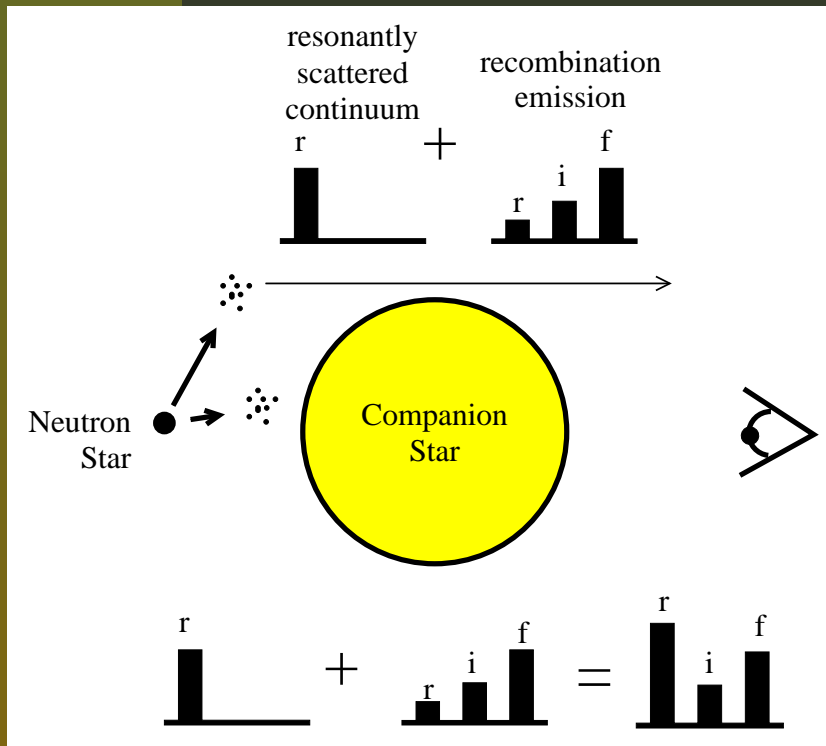 resonantly
scattered
continuum
recombination
emission
r
+
r
i
f
Neutron
Star
Companion
Star
r
+
r
i
f
=
r
i
f